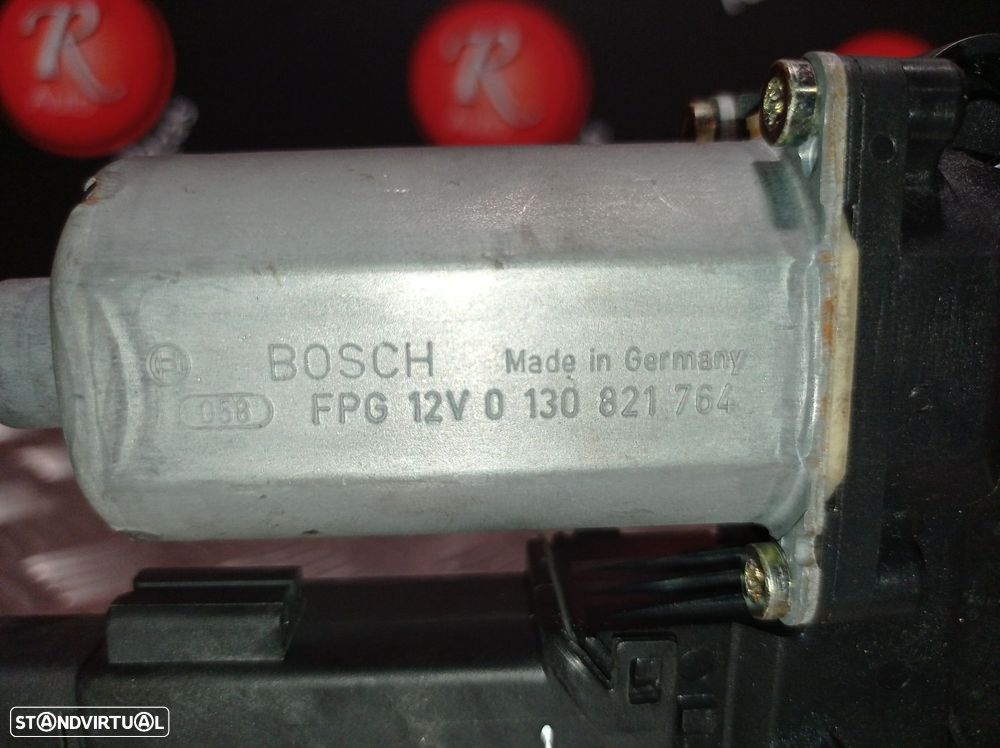 R
R
BOSCH Made in Germany
058 FPG 12V 0 130 821 764
STANDVIRTUAL